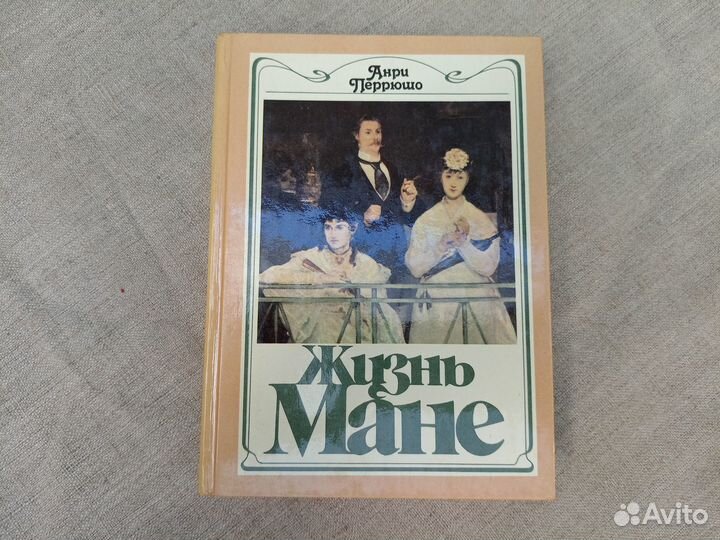 Анри
Перрюшо
Жизнь
Мане
Avito